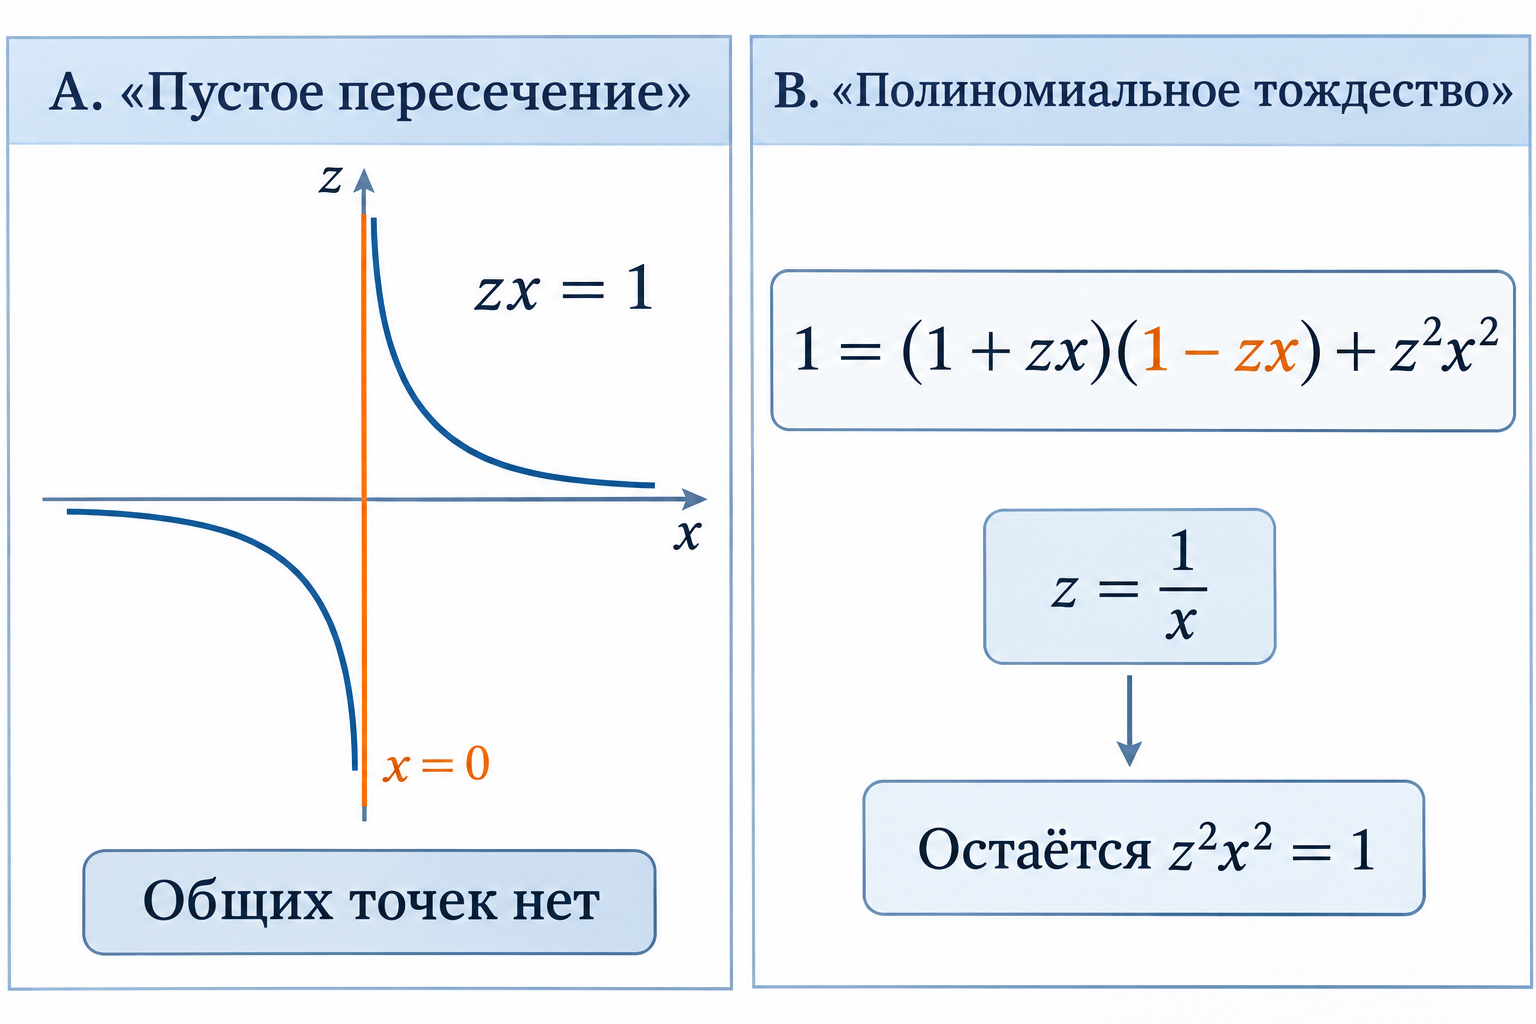 А. «Пустое пересечение»
z
zx = 1
x
x = 0
Общих точек нет
В. «Полиномиальное тождество»
1 = (1 + zx)(1 − zx) + z²x²
z = 1/x
Остаётся z²x² = 1